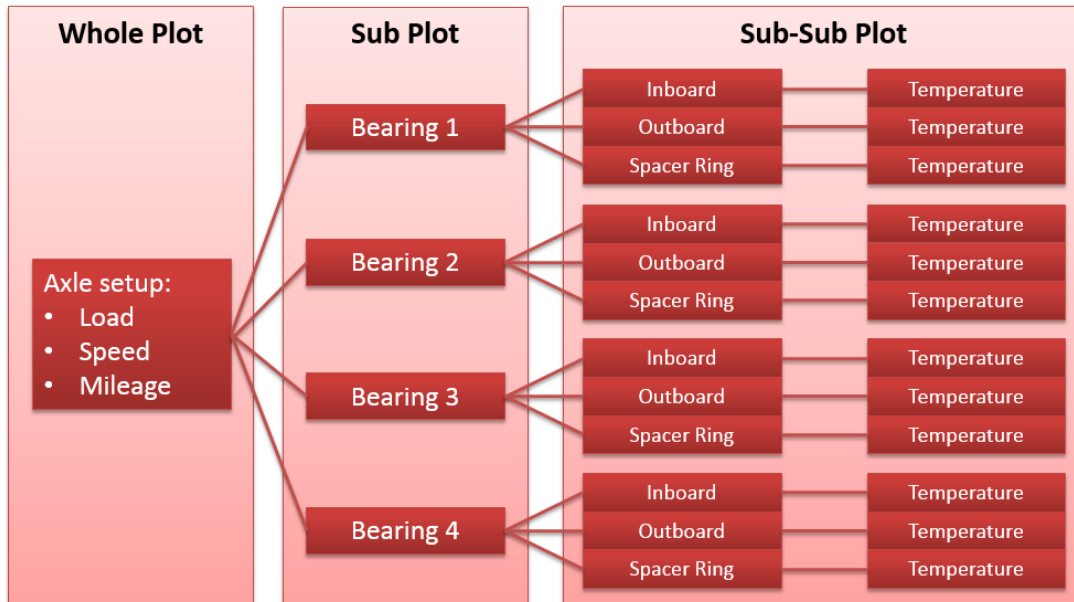 Whole Plot
Sub Plot
Sub-Sub Plot
Axle setup:
• Load
• Speed
• Mileage
Bearing 1
Inboard
Temperature
Outboard
Temperature
Spacer Ring
Temperature
Bearing 2
Inboard
Temperature
Outboard
Temperature
Spacer Ring
Temperature
Bearing 3
Inboard
Temperature
Outboard
Temperature
Spacer Ring
Temperature
Bearing 4
Inboard
Temperature
Outboard
Temperature
Spacer Ring
Temperature